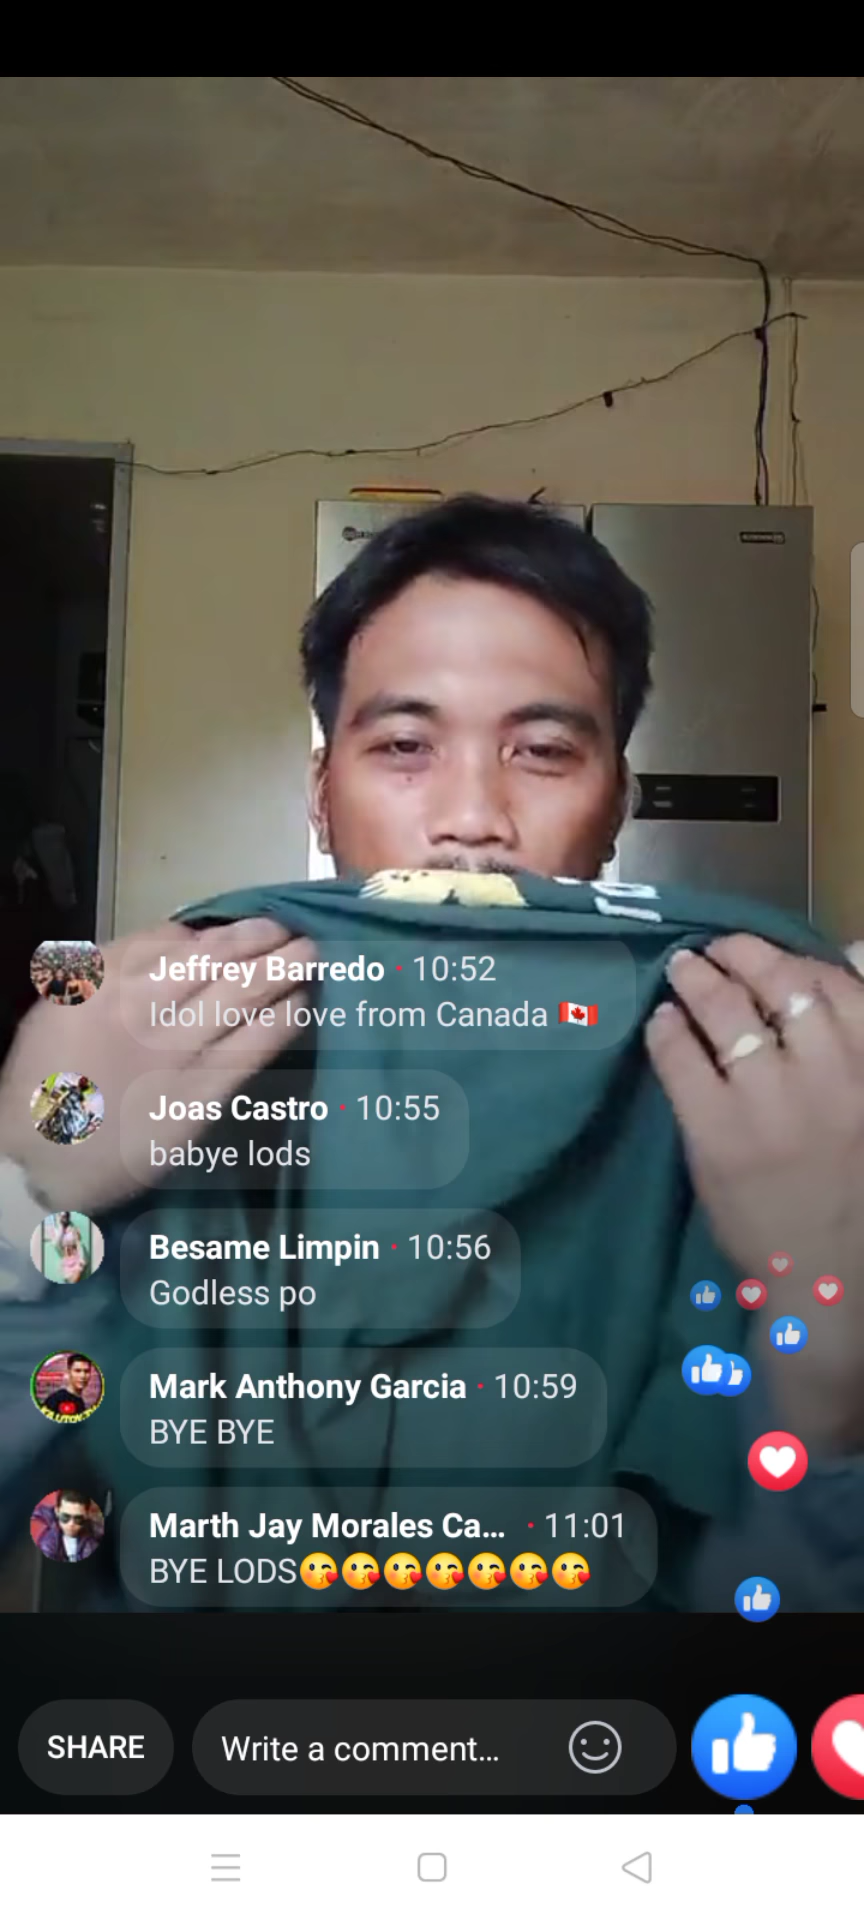 Jeffrey Barredo · 10:52
Idol love love from Canada 🇨🇦
Joas Castro · 10:55
babye lods
Besame Limpin · 10:56
Godless po
Mark Anthony Garcia · 10:59
BYE BYE
Marth Jay Morales Ca... · 11:01
BYE LODS😘😘😘😘😘😘😘
SHARE
Write a comment...